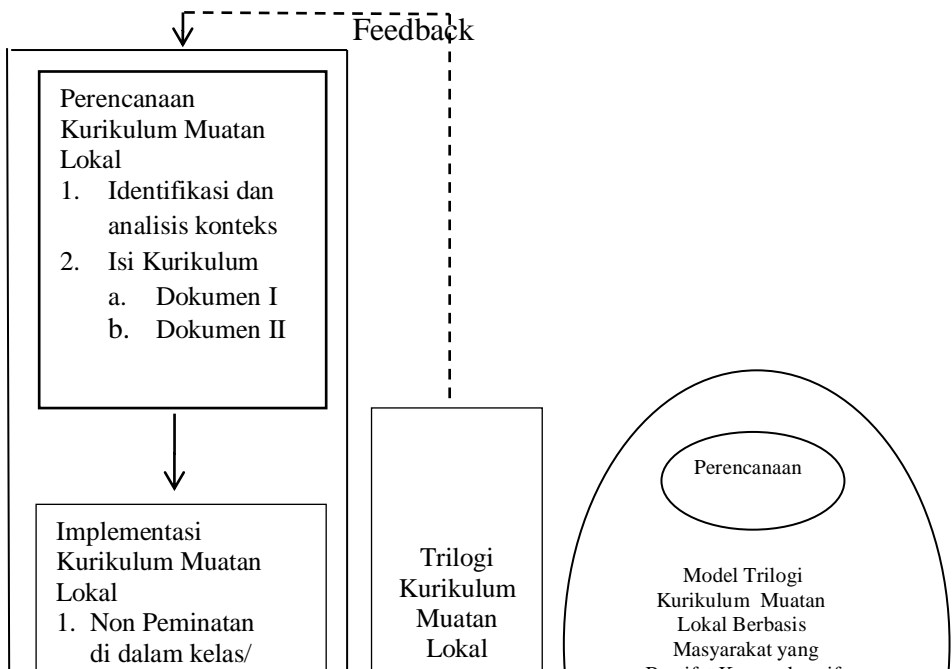 Feedback
Perencanaan
Kurikulum Muatan
Lokal
1. Identifikasi dan
analisis konteks
2. Isi Kurikulum
a. Dokumen I
b. Dokumen II
Implementasi
Kurikulum Muatan
Lokal
1. Non Peminatan
di dalam kelas/
Trilogi
Kurikulum
Muatan
Lokal
Perencanaan
Model Trilogi
Kurikulum Muatan
Lokal Berbasis
Masyarakat yang